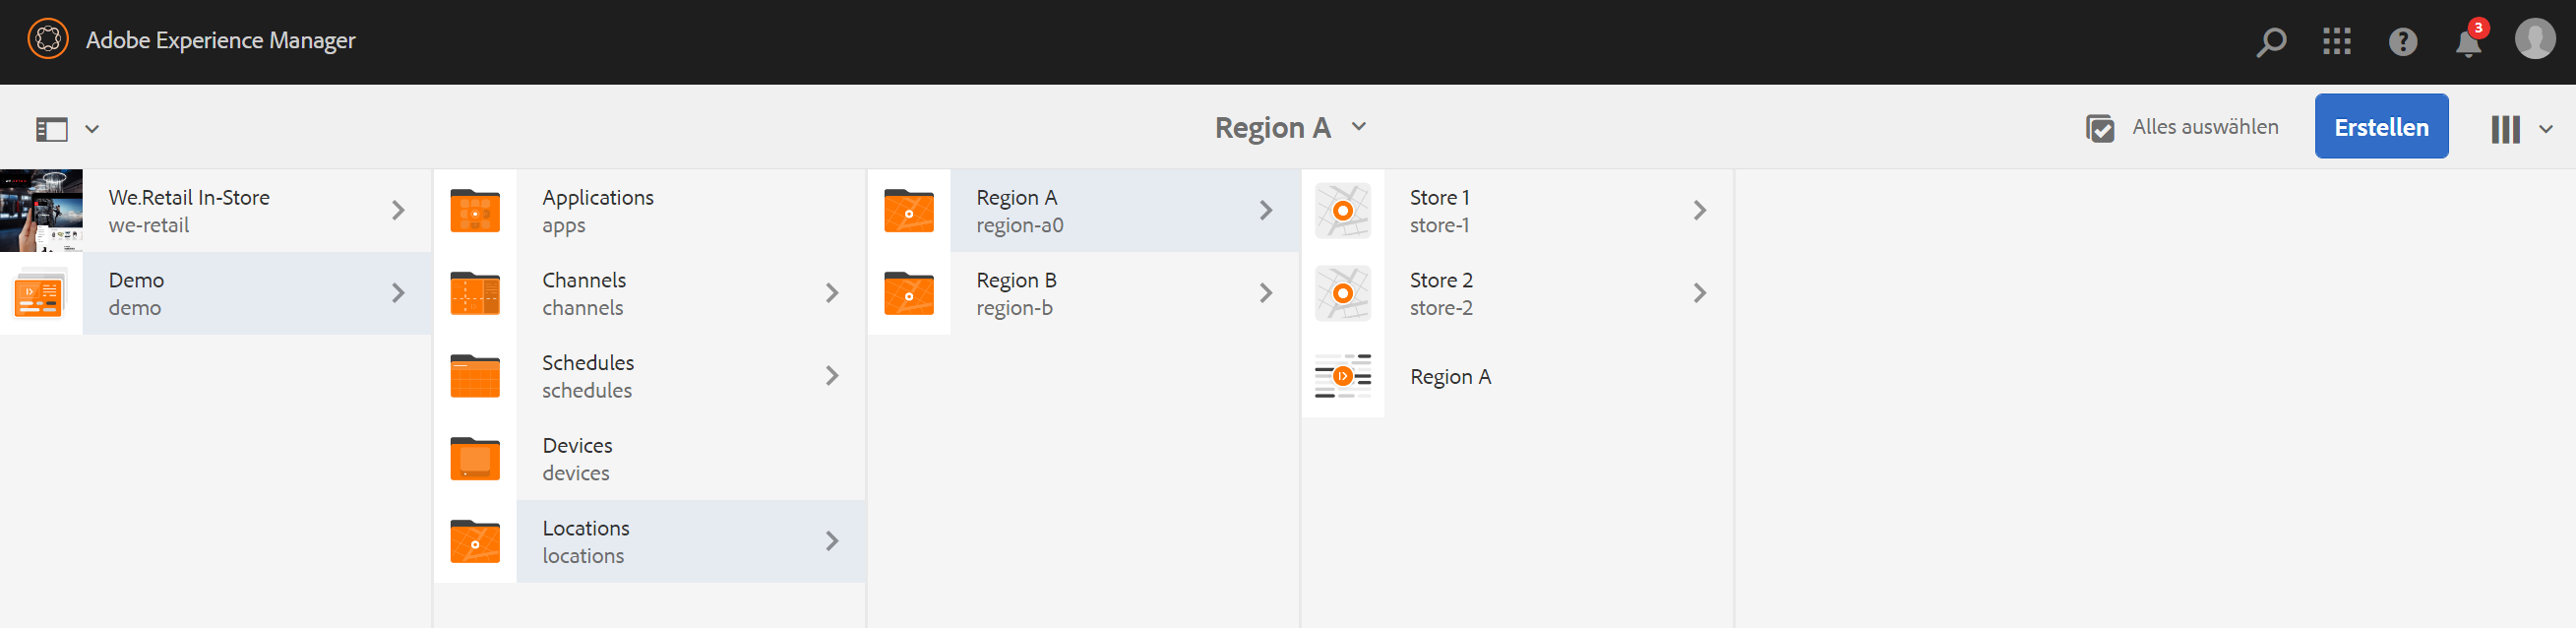 Adobe Experience Manager
3
Region A
Alles auswählen
Erstellen
We.Retail In-Store
we-retail
Demo
demo
Applications
apps
Channels
channels
Schedules
schedules
Devices
devices
Locations
locations
Region A
region-a0
Region B
region-b
Store 1
store-1
Store 2
store-2
Region A